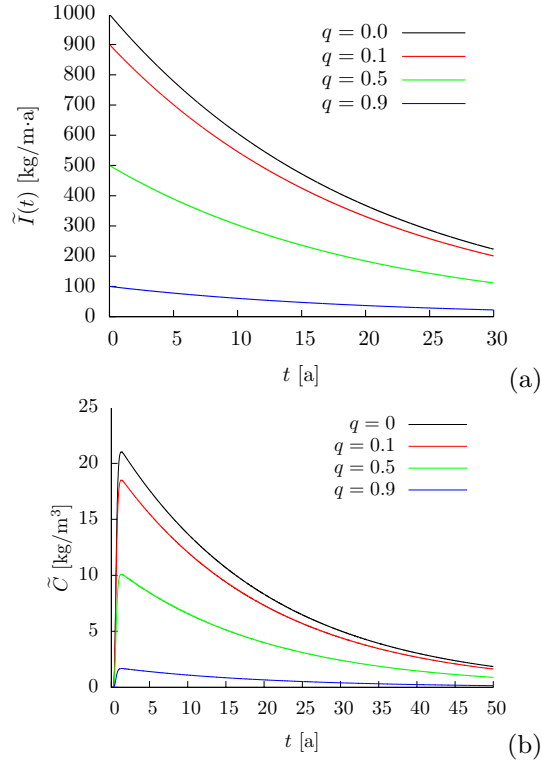 1000
900
800
700
600
500
400
300
200
100
0
Ĩ(t) [kg/m·a]
q = 0.0
q = 0.1
q = 0.5
q = 0.9
0 5 10 15 20 25 30
t [a]
(a)
25
20
15
10
5
0
C̃ [kg/m³]
q = 0
q = 0.1
q = 0.5
q = 0.9
0 5 10 15 20 25 30 35 40 45 50
t [a]
(b)